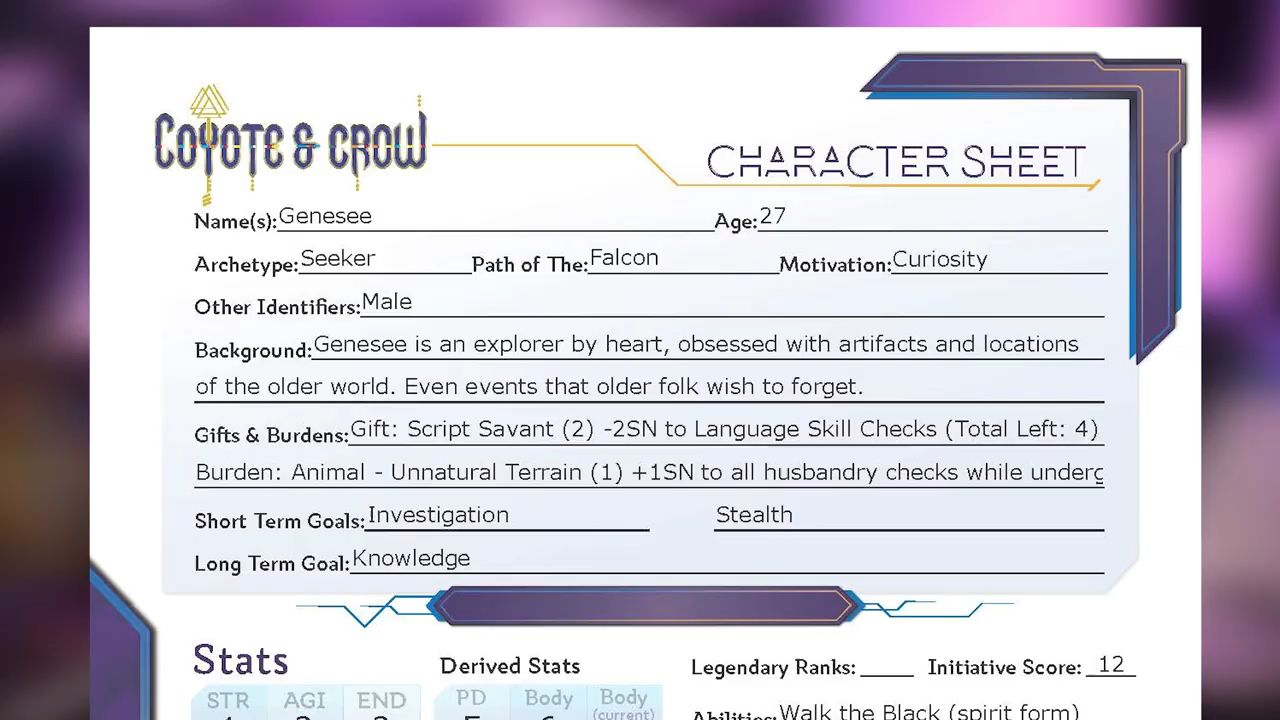 COYOTE & CROW
CHARACTER SHEET
Name(s): Genesee Age: 27
Archetype: Seeker Path of The: Falcon Motivation: Curiosity
Other Identifiers: Male
Background: Genesee is an explorer by heart, obsessed with artifacts and locations
of the older world. Even events that older folk wish to forget.
Gifts & Burdens: Gift: Script Savant (2) -2SN to Language Skill Checks (Total Left: 4)
Burden: Animal - Unnatural Terrain (1) +1SN to all husbandry checks while underg
Short Term Goals: Investigation Stealth
Long Term Goal: Knowledge
Stats Derived Stats Legendary Ranks: Initiative Score: 12
STR AGI END PD Body Body
(current)
Abilities: Walk the Black (spirit form)